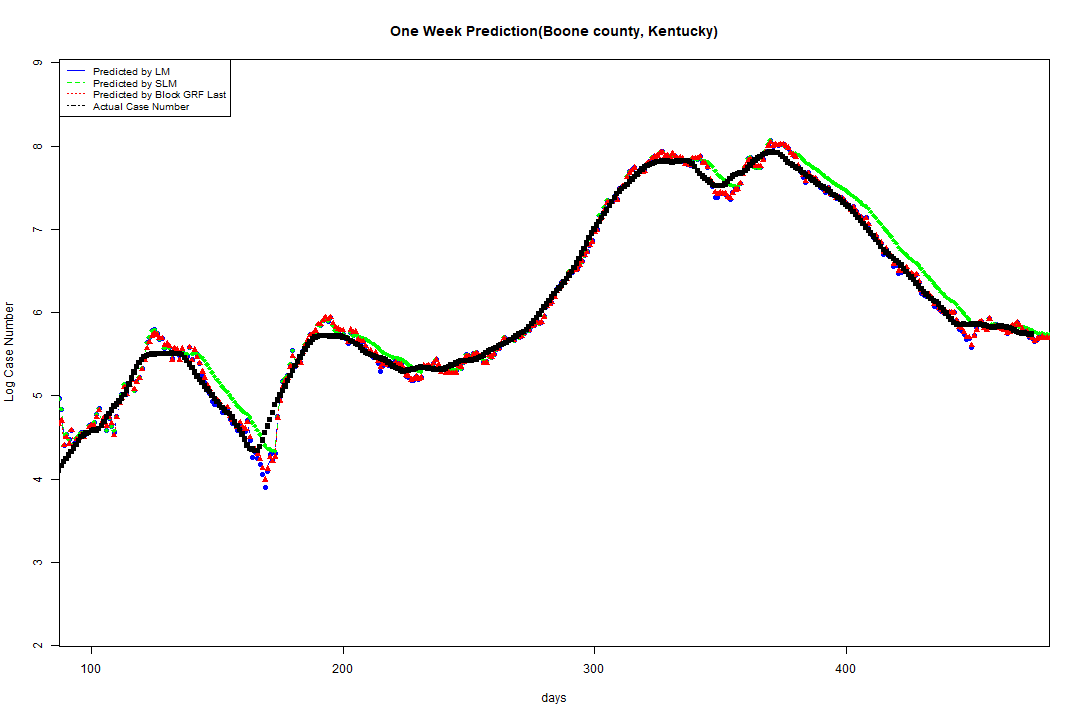 One Week Prediction(Boone county, Kentucky)
Predicted by LM
Predicted by SLM
Predicted by Block GRF Last
Actual Case Number
Log Case Number
9
8
7
6
5
4
3
2
100 200 300 400
days